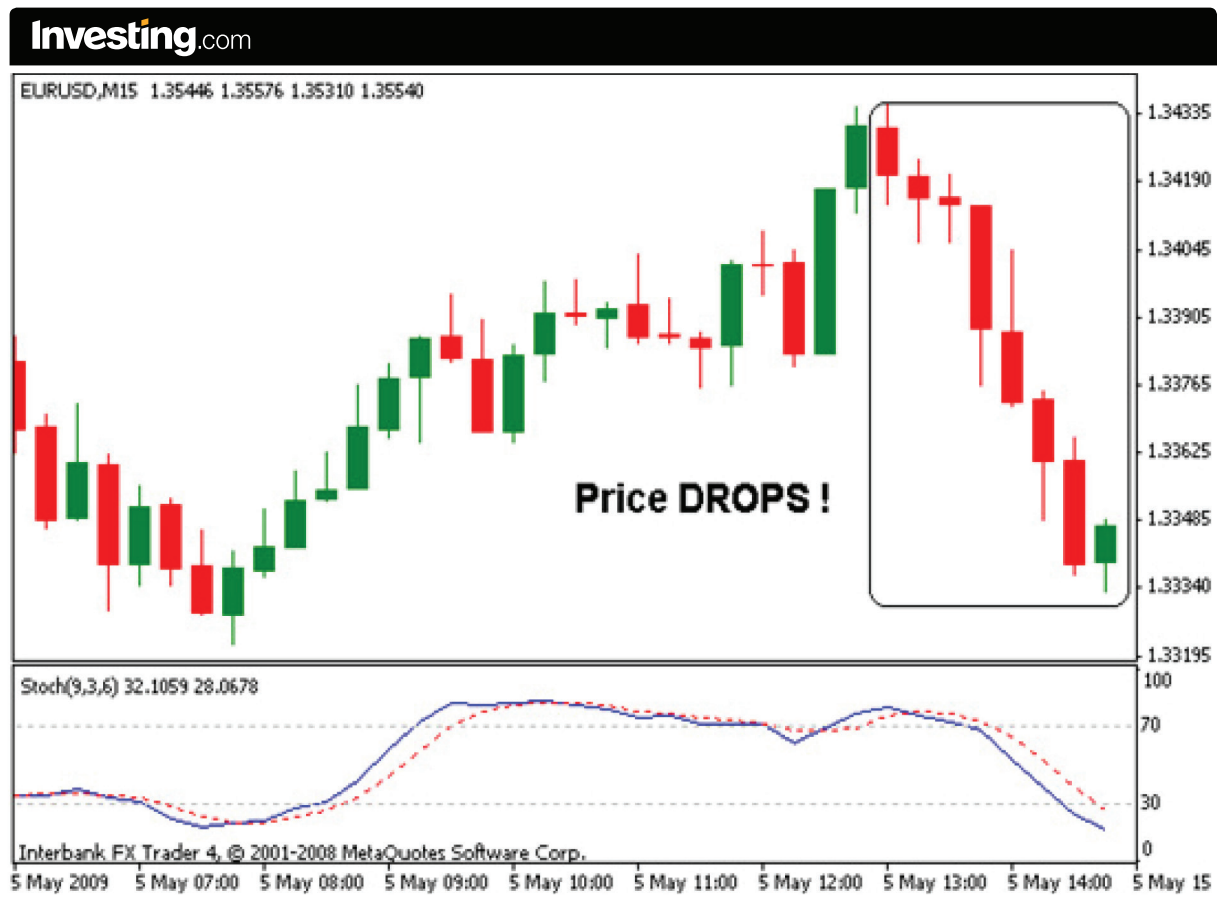 Investing.com
EURUSD,M15 1.35446 1.35576 1.35310 1.35540
1.34335
1.34190
1.34045
1.33905
1.33765
1.33625
Price DROPS !
1.33485
1.33340
1.33195
Stoch(9,3,6) 32.1059 28.0678
100
70
30
0
Interbank FX Trader 4, © 2001-2008 MetaQuotes Software Corp.
5 May 2009 5 May 07:00 5 May 08:00 5 May 09:00 5 May 10:00 5 May 11:00 5 May 12:00 5 May 13:00 5 May 14:00 5 May 15